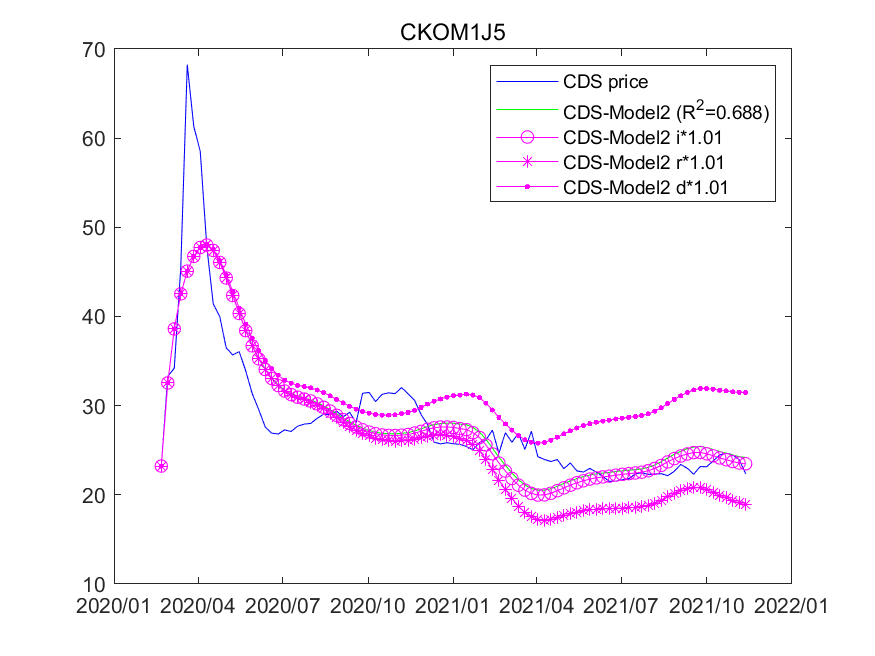 CKOM1J5
70
60
50
40
30
20
10
CDS price
CDS-Model2 (R²=0.688)
CDS-Model2 i*1.01
CDS-Model2 r*1.01
CDS-Model2 d*1.01
2020/01 2020/04 2020/07 2020/10 2021/01 2021/04 2021/07 2021/10 2022/01